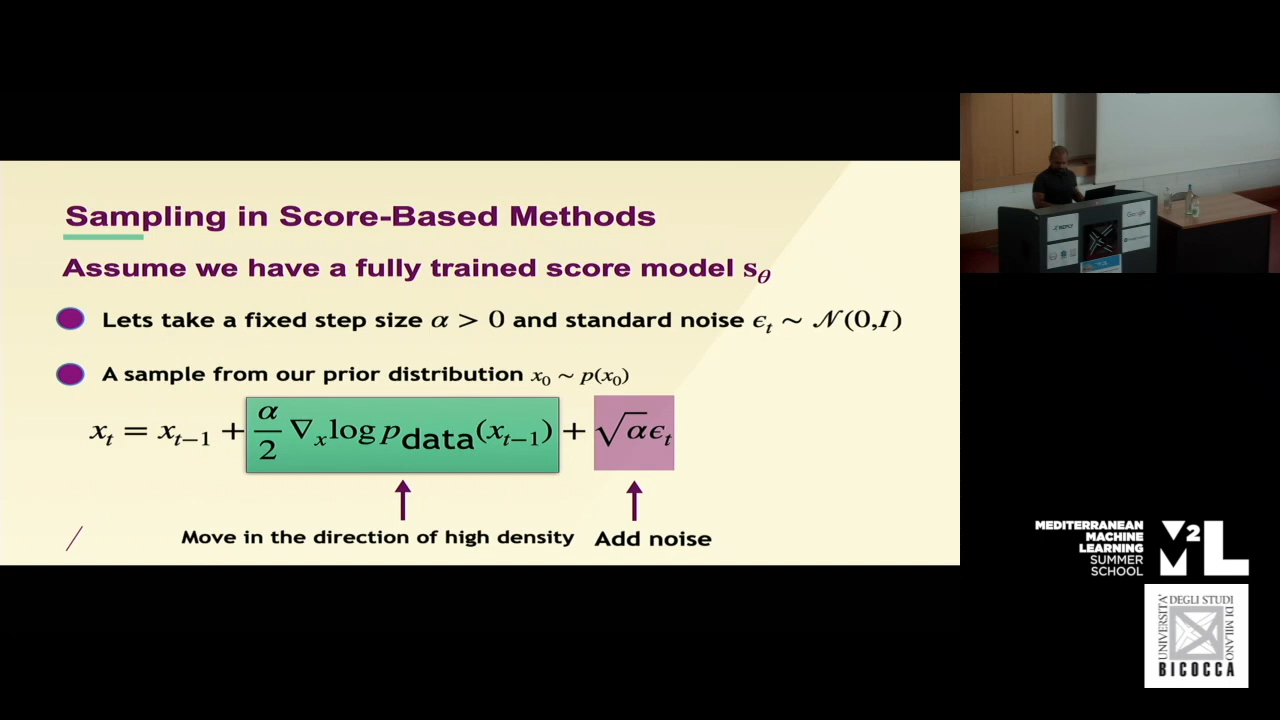 Sampling in Score-Based Methods
Assume we have a fully trained score model s_θ
Lets take a fixed step size α > 0 and standard noise ϵ_t ∼ 𝒩(0,I)
A sample from our prior distribution x_0 ∼ p(x_0)
x_t = x_{t−1} + α/2 ∇_x log p_data(x_{t−1}) + √α ϵ_t
Move in the direction of high density
Add noise
Google
MEDITERRANEAN
MACHINE
LEARNING
SUMMER
SCHOOL
M2L
UNIVERSITÀ DEGLI STUDI DI MILANO
BICOCCA